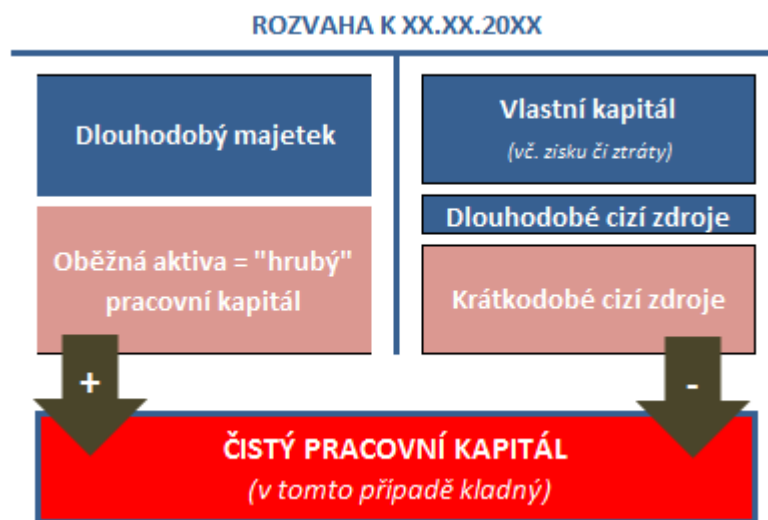 ROZVAHA K XX.XX.20XX
Dlouhodobý majetek
Oběžná aktiva = "hrubý"
pracovní kapitál
Vlastní kapitál
(vč. zisku čí ztráty)
Dlouhodobé cizí zdroje
Krátkodobé cizí zdroje
+
-
ČISTÝ PRACOVNÍ KAPITÁL
(v tomto případě kladný)